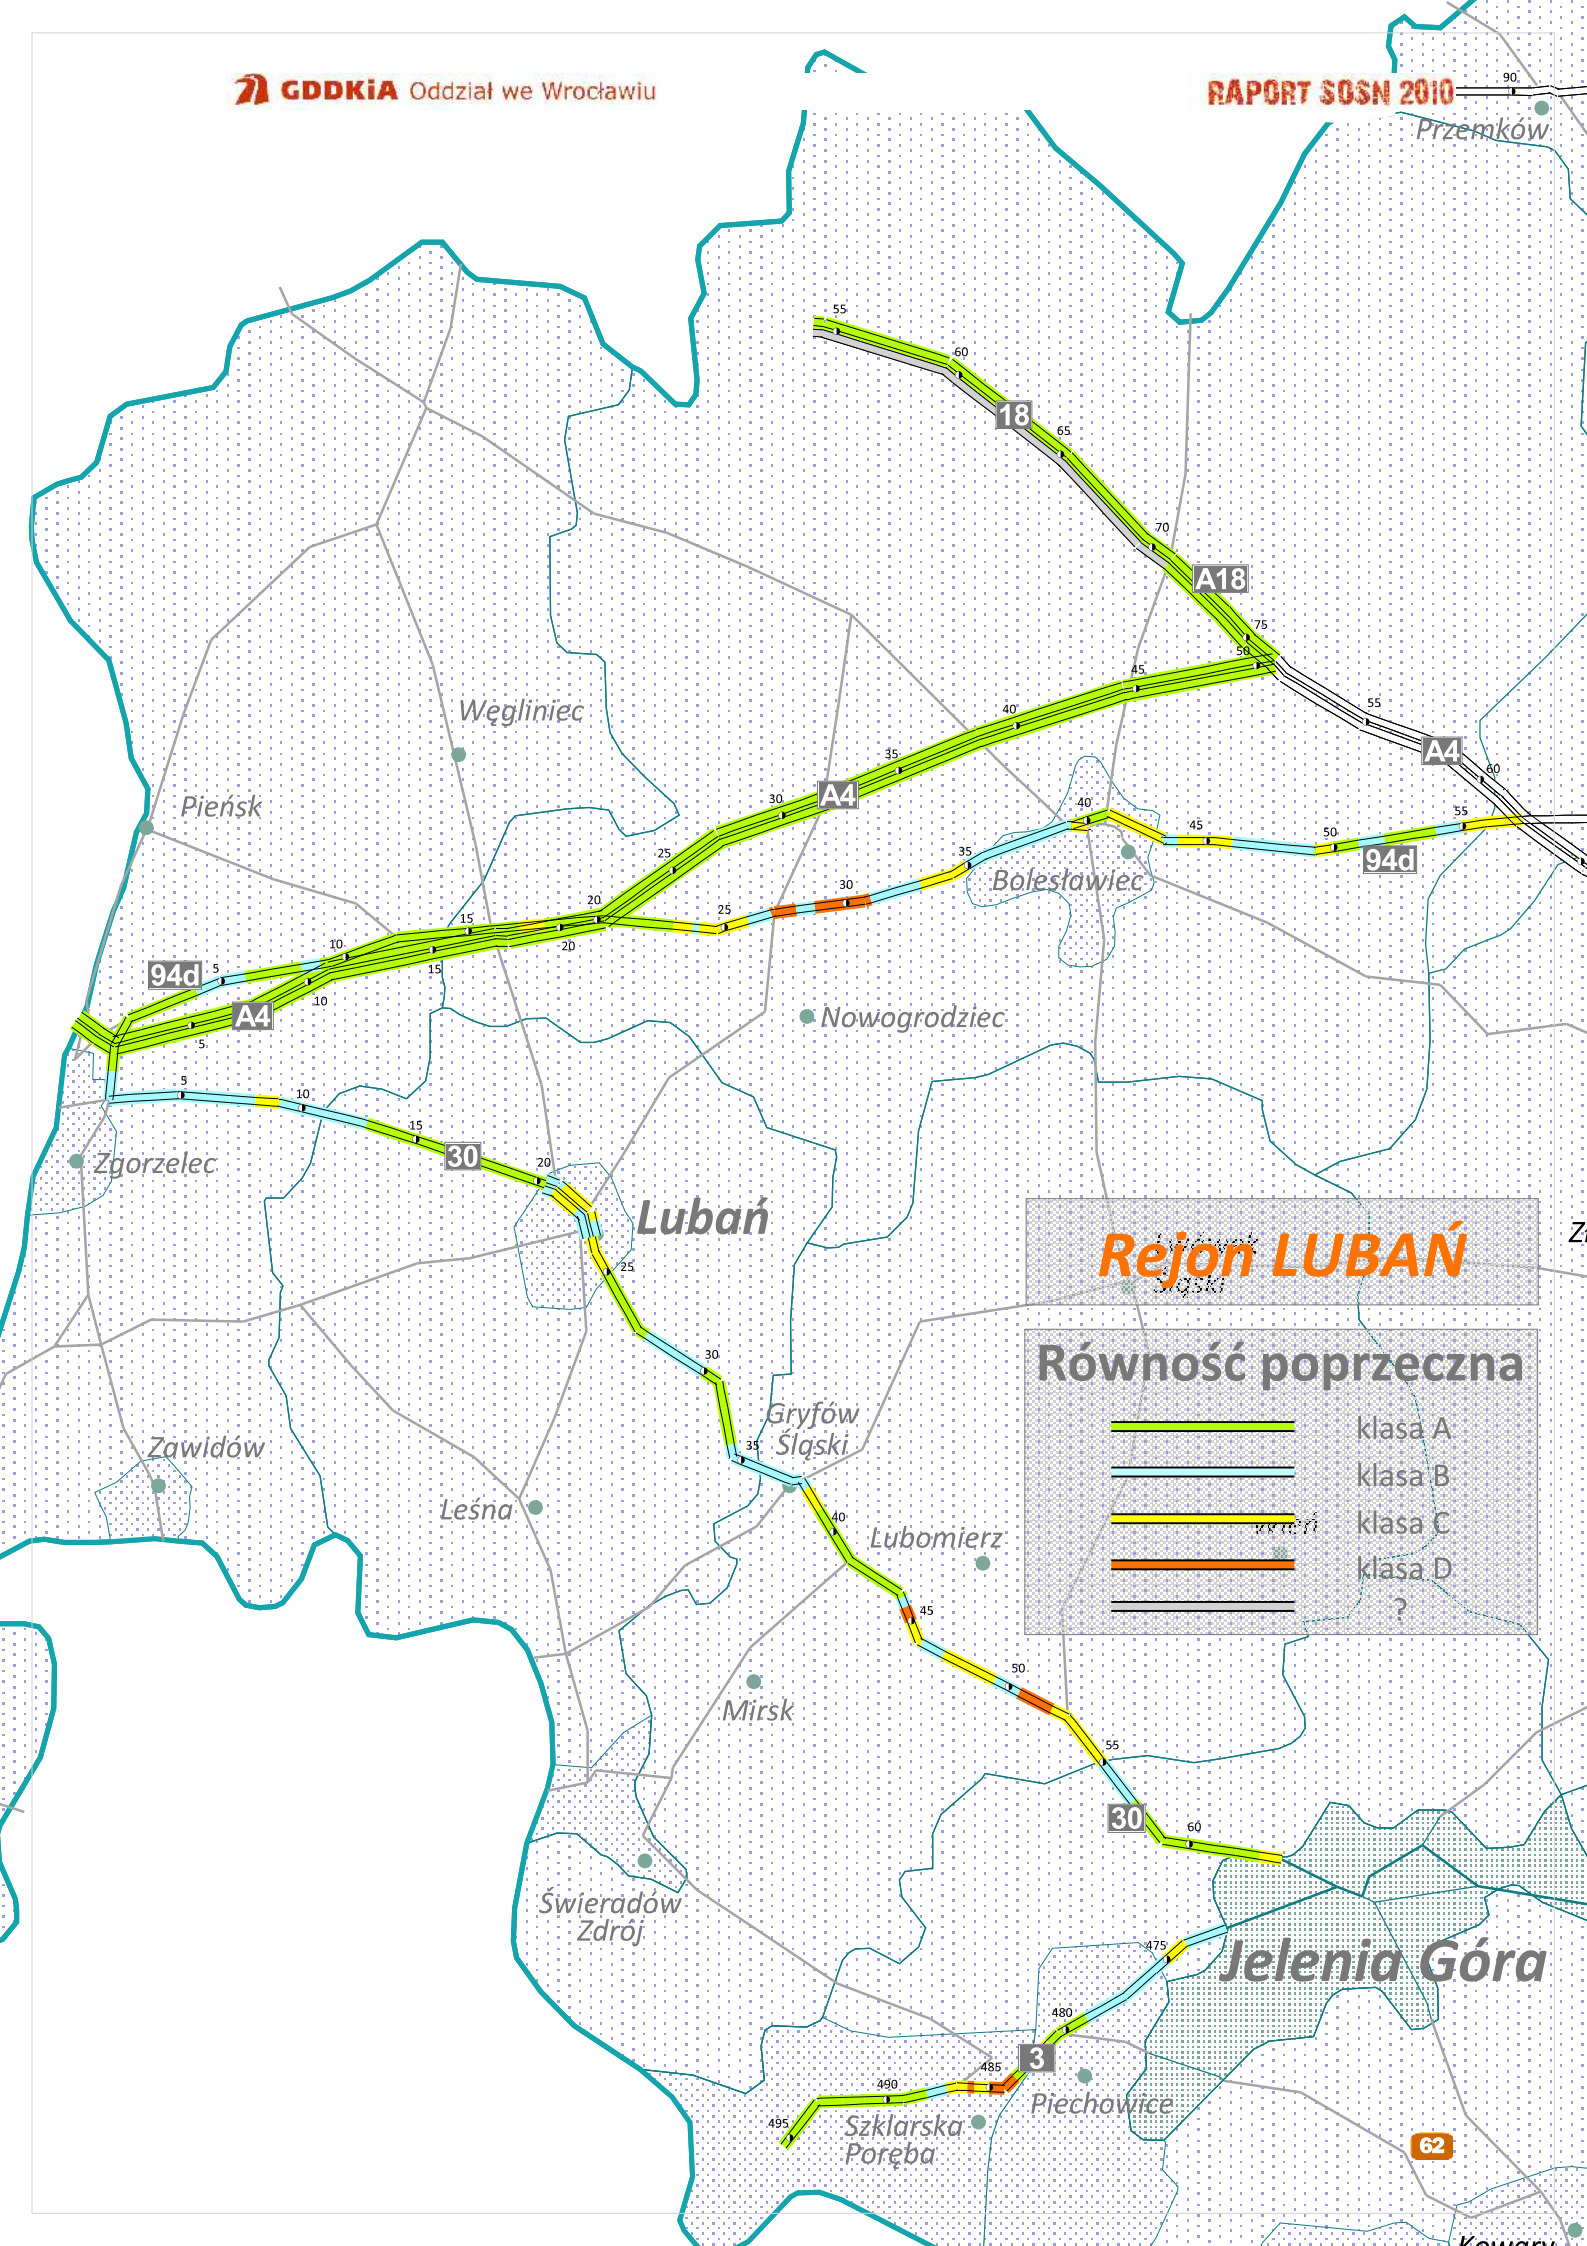 GDDKiA Oddział we Wrocławiu
RAPORT SOSN 2010
90
Przemków
55
60
18
65
70
A18
75
50
45
55
40
A4
Węgliniec
35
60
A4
30
Pieńsk
40
55
45
50
94d
25
35
Bolesławiec
30
20
25
15
10
20
15
94d
5
10
A4
Nowogrodziec
5
5
10
15
30
20
Zgorzelec
Lubań
25
Rejon LUBAŃ
30
Równość poprzeczna
klasa A
klasa B
klasa C
klasa D
?
Gryfów
Śląski
35
Zawidów
Leśna
40
Lubomierz
45
50
Mirsk
55
30
60
Świeradów
Zdrój
475
Jelenia Góra
480
3
485
490
Piechowice
495
Szklarska
Poręba
62
Kowary